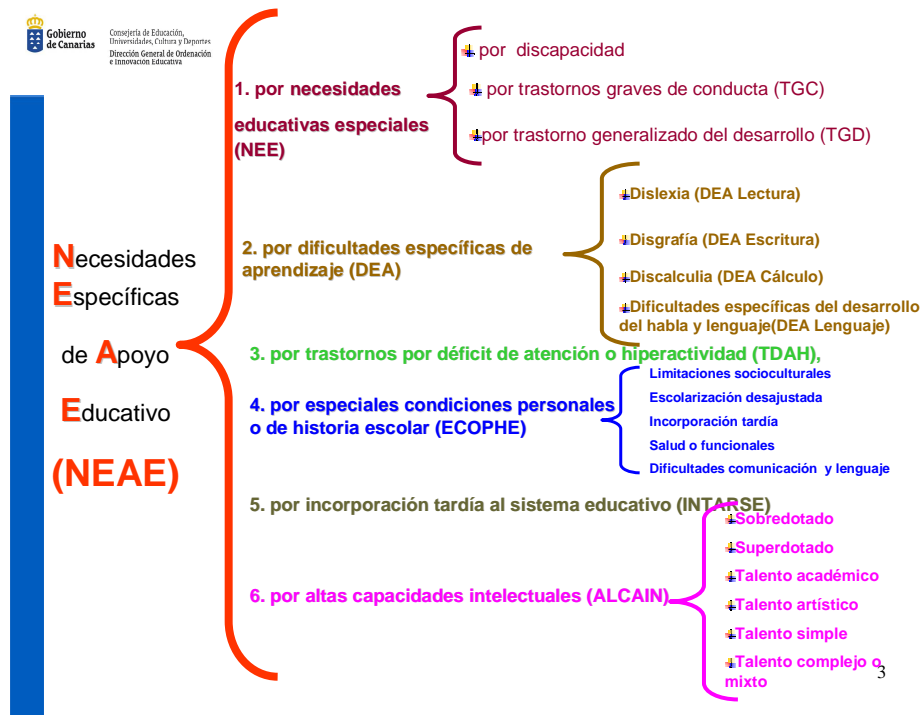 Gobierno
de Canarias
Consejería de Educación,
Universidades, Cultura y Deportes
Dirección General de Ordenación
e Innovación Educativa
Necesidades
Específicas
de Apoyo
Educativo
(NEAE)
1. por necesidades
educativas especiales
(NEE)
por discapacidad
por trastornos graves de conducta (TGC)
por trastorno generalizado del desarrollo (TGD)
2. por dificultades específicas de
aprendizaje (DEA)
Dislexia (DEA Lectura)
Disgrafía (DEA Escritura)
Discalculia (DEA Cálculo)
Dificultades específicas del desarrollo
del habla y lenguaje(DEA Lenguaje)
3. por trastornos por déficit de atención o hiperactividad (TDAH),
4. por especiales condiciones personales
o de historia escolar (ECOPHE)
Limitaciones socioculturales
Escolarización desajustada
Incorporación tardía
Salud o funcionales
Dificultades comunicación y lenguaje
5. por incorporación tardía al sistema educativo (INTARSE)
6. por altas capacidades intelectuales (ALCAIN)
Sobredotado
Superdotado
Talento académico
Talento artístico
Talento simple
Talento complejo o
mixto
3